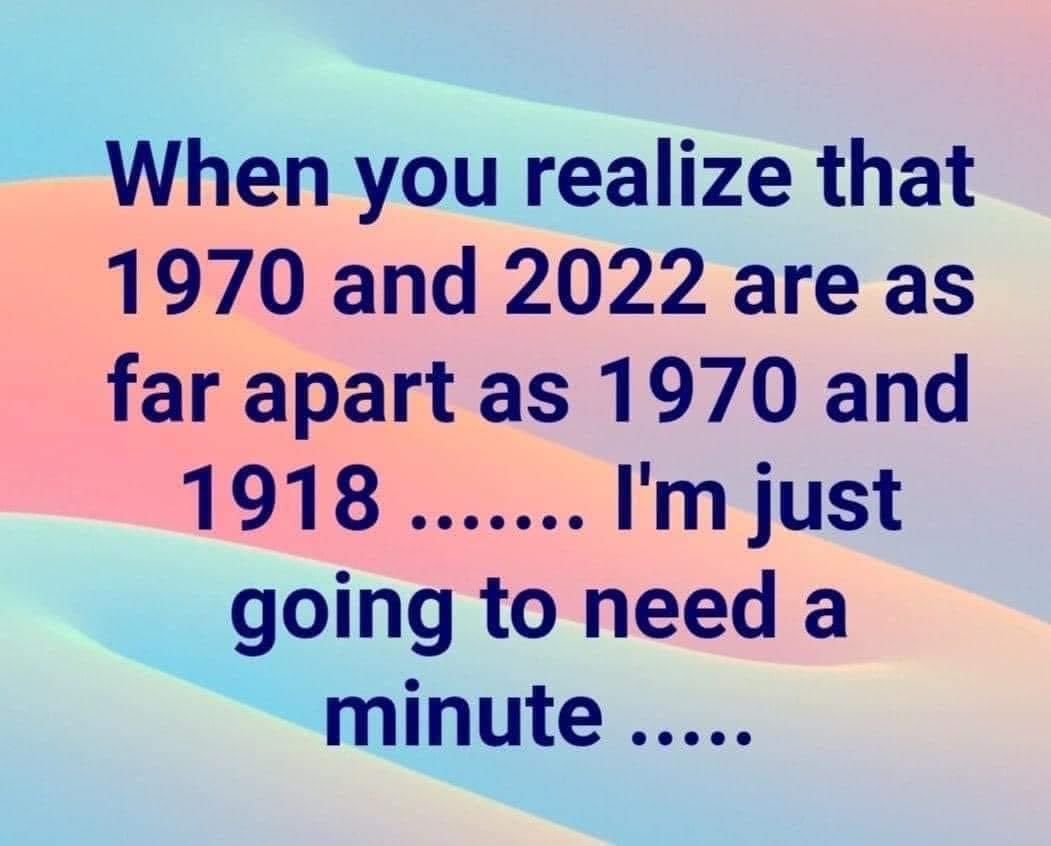 When you realize that
1970 and 2022 are as
far apart as 1970 and
1918 ....... I'm just
going to need a
minute .....